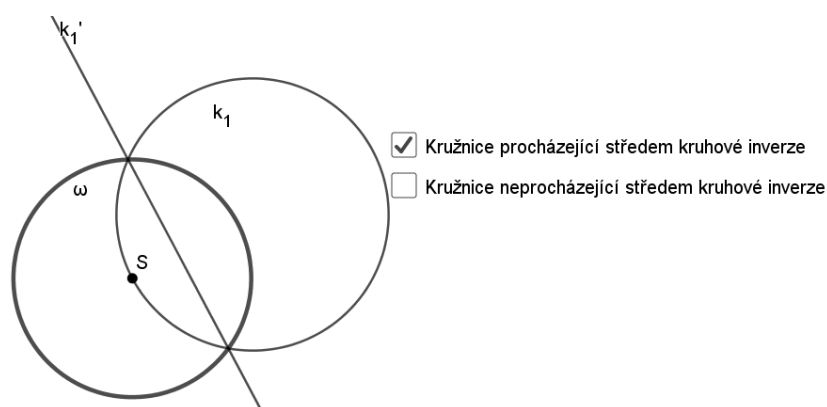 k₁'
k₁
ω
S
Kružnice procházející středem kruhové inverze
Kružnice neprocházející středem kruhové inverze